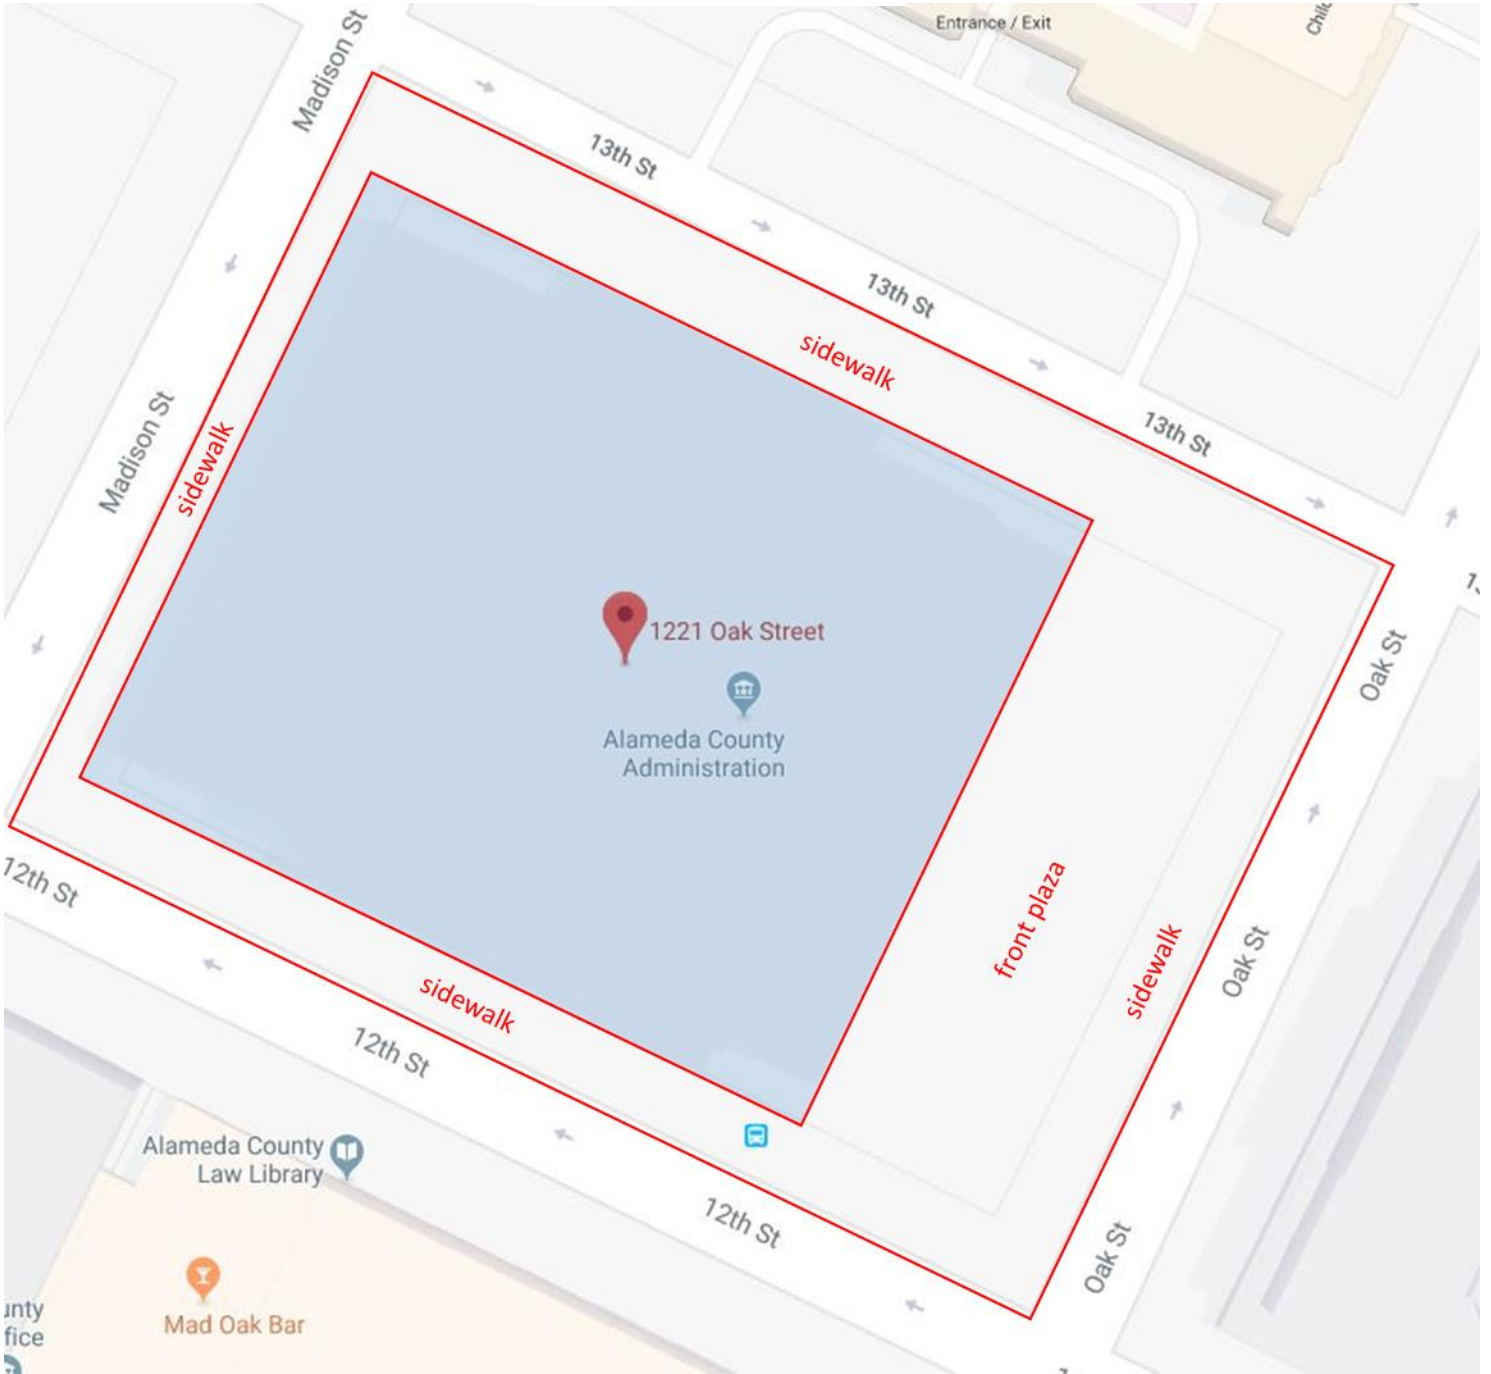 Entrance / Exit
Madison St
13th St
13th St
sidewalk
13th St
Madison St
sidewalk
1221 Oak Street
Oak St
Alameda County
Administration
front plaza
sidewalk
Oak St
12th St
sidewalk
12th St
Alameda County
Law Library
12th St
Oak St
Mad Oak Bar